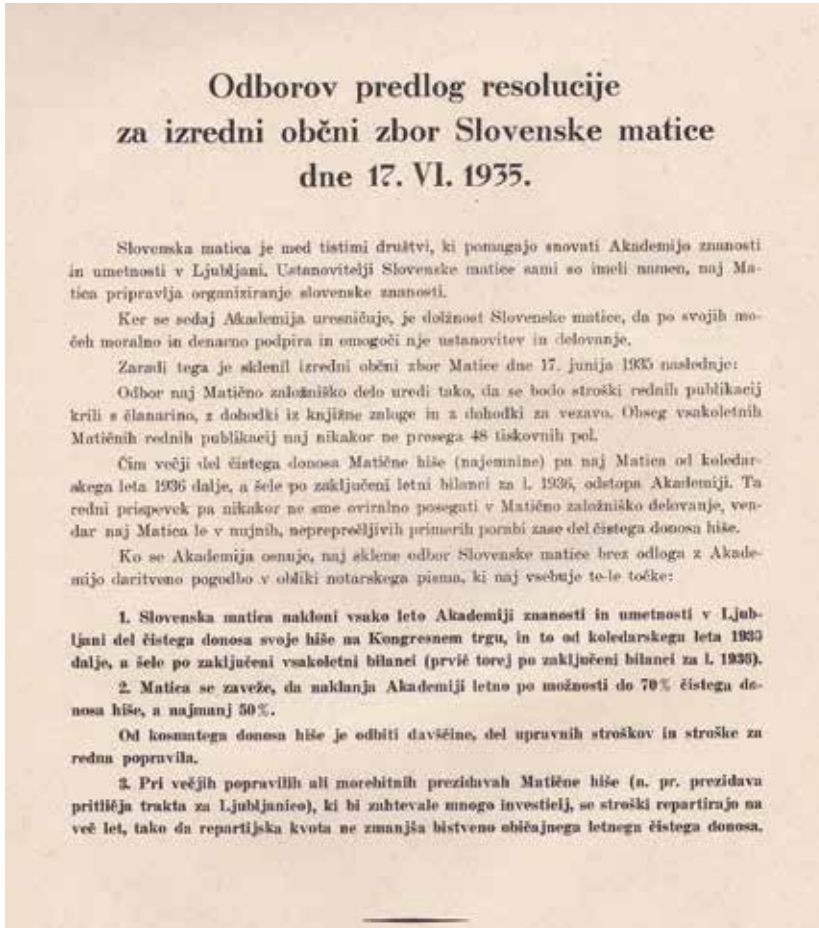 Odborov predlog resolucije
za izredni občni zbor Slovenske matice
dne 17. VI. 1935.
Slovenska matica je med tistimi društvi, ki pomagajo snovati Akademijo znanosti
in umetnosti v Ljubljani. Ustanovitelji Slovenske matice sami so imeli namen, naj Ma-
tica pripravlja organiziranje slovenske znanosti.
Ker se sedaj Akademija uresničuje, je dolžnost Slovenske matice, da po svojih mo-
čeh moralno in denarno podpira in omogoči nje ustanovitev in delovanje.
Zaradi tega je sklenil izredni občni zbor Matice dne 17. junija 1935 naslednje:
Odbor naj Matično založniško delo uredi tako, da se bodo stroški rednih publikacij
krili s članarino, z dohodki iz knjižne zaloge in z dohodki za vezavo. Obseg vsakoletnih
Matičnih rednih publikacij naj nikakor ne presega 48 tiskovnih pol.
Čim večji del čistega donosa Matične hiše (najemnine) pa naj Matica od koledar-
skega leta 1936 dalje, a šele po zaključeni letni bilanci za l. 1936, odstopa Akademiji. Ta
redni prispevek pa nikakor ne sme oviralno posegati v Matično založniško delovanje, ven-
dar naj Matica le v nujnih, neprepréčljivih primerih porabi zase del čistega donosa hiše.
Ko se Akademija osnuje, naj sklene odbor Slovenske matice brez odloga z Akade-
mijo daritveno pogodbo v obliki notarskega pisma, ki naj vsebuje te-le točke:
1. Slovenska matica nakloni vsako leto Akademiji znanosti in umetnosti v Ljub-
ljani del čistega donosa svoje hiše na Kongresnem trgu, in to od koledarskega leta
dalje, a šele po zaključeni vsakoletni bilanci (prvič torej po zaključeni bilanci za l.
2. Matica se zaveže, da naklanja Akademiji letno po možnosti do 70% čistega do-
nosa hiše, a najmanj 50%.
Od kosmatega donosa hiše je odbiti davščine, del upravnih stroškov in stroške za
redna popravila.
3. Pri večjih popravilih ali morebitnih prezidavah Matične hiše (n. pr. prezidava
pritličja trakta za Ljubljanico), ki bi zahtevale mnogo investicij, se stroški repartirajo na
več let, tako da repartijska kvota ne zmanjša bistveno običajnega letnega čistega donosa.